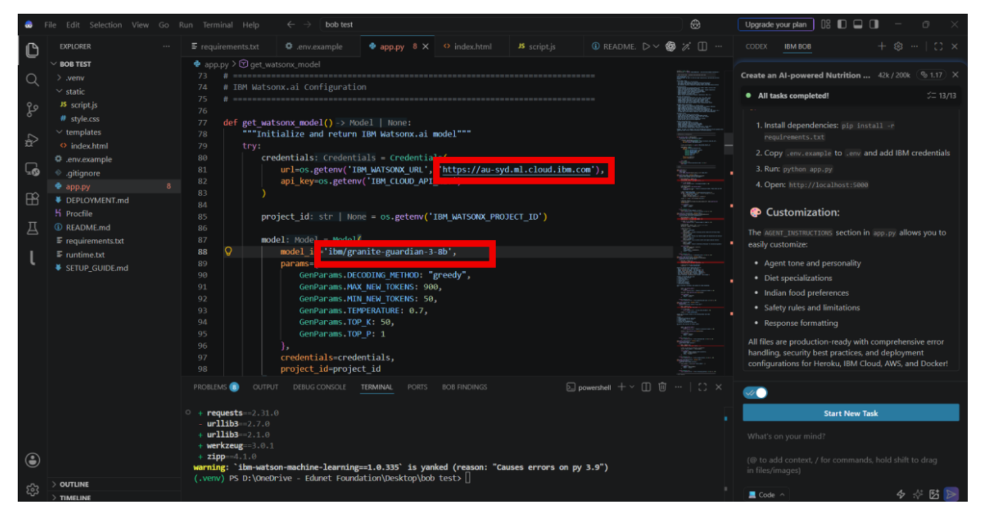 File Edit Selection View Go Run Terminal Help
bob test
Upgrade your plan
EXPLORER
BOB TEST
.venv
static
JS script.js
# style.css
templates
<> index.html
.env.example
.gitignore
app.py 8
DEPLOYMENT.md
Procfile
README.md
requirements.txt
runtime.txt
SETUP_GUIDE.md
OUTLINE
TIMELINE
requirements.txt .env.example app.py 8 <> index.html JS script.js README.
app.py > get_watsonx_model
73 # =============================================================================
74 # IBM Watsonx.ai Configuration
75 # =============================================================================
76
77 def get_watsonx_model() -> Model | None:
78 """Initialize and return IBM Watsonx.ai model"""
79 try:
80 credentials: Credentials = Credentials(
81 url=os.getenv('IBM_WATSONX_URL', 'https://au-syd.ml.cloud.ibm.com'),
82 api_key=os.getenv('IBM_CLOUD_API_
83 )
84
85 project_id: str | None = os.getenv('IBM_WATSONX_PROJECT_ID')
86
87 model: Model = Model(
88 model_i='ibm/granite-guardian-3-8b',
89 params=
90 GenParams.DECODING_METHOD: "greedy",
91 GenParams.MAX_NEW_TOKENS: 900,
92 GenParams.MIN_NEW_TOKENS: 50,
93 GenParams.TEMPERATURE: 0.7,
94 GenParams.TOP_K: 50,
95 GenParams.TOP_P: 1
96 },
97 credentials=credentials,
98 project_id=project_id
PROBLEMS 8 OUTPUT DEBUG CONSOLE TERMINAL PORTS BOB FINDINGS
powershell
+ requests==2.31.0
- urllib3==2.7.0
+ urllib3==2.1.0
+ werkzeug==3.0.1
+ zipp==4.1.0
warning: `ibm-watson-machine-learning==1.0.335` is yanked (reason: "Causes errors on py 3.9")
(.venv) PS D:\OneDrive - Edunet Foundation\Desktop\bob test>
CODEX IBM BOB
Create an AI-powered Nutrition ... 42k / 200k 1.17
All tasks completed! 13/13
1. Install dependencies: pip install -r
requirements.txt
2. Copy .env.example to .env and add IBM credentials
3. Run: python app.py
4. Open: http://localhost:5000
🎨 Customization:
The AGENT_INSTRUCTIONS section in app.py allows you to
easily customize:
• Agent tone and personality
• Diet specializations
• Indian food preferences
• Safety rules and limitations
• Response formatting
All files are production-ready with comprehensive error
handling, security best practices, and deployment
configurations for Heroku, IBM Cloud, AWS, and Docker!
Start New Task
What's on your mind?
(@ to add context, / for commands, hold shift to drag
in files/images)
Code